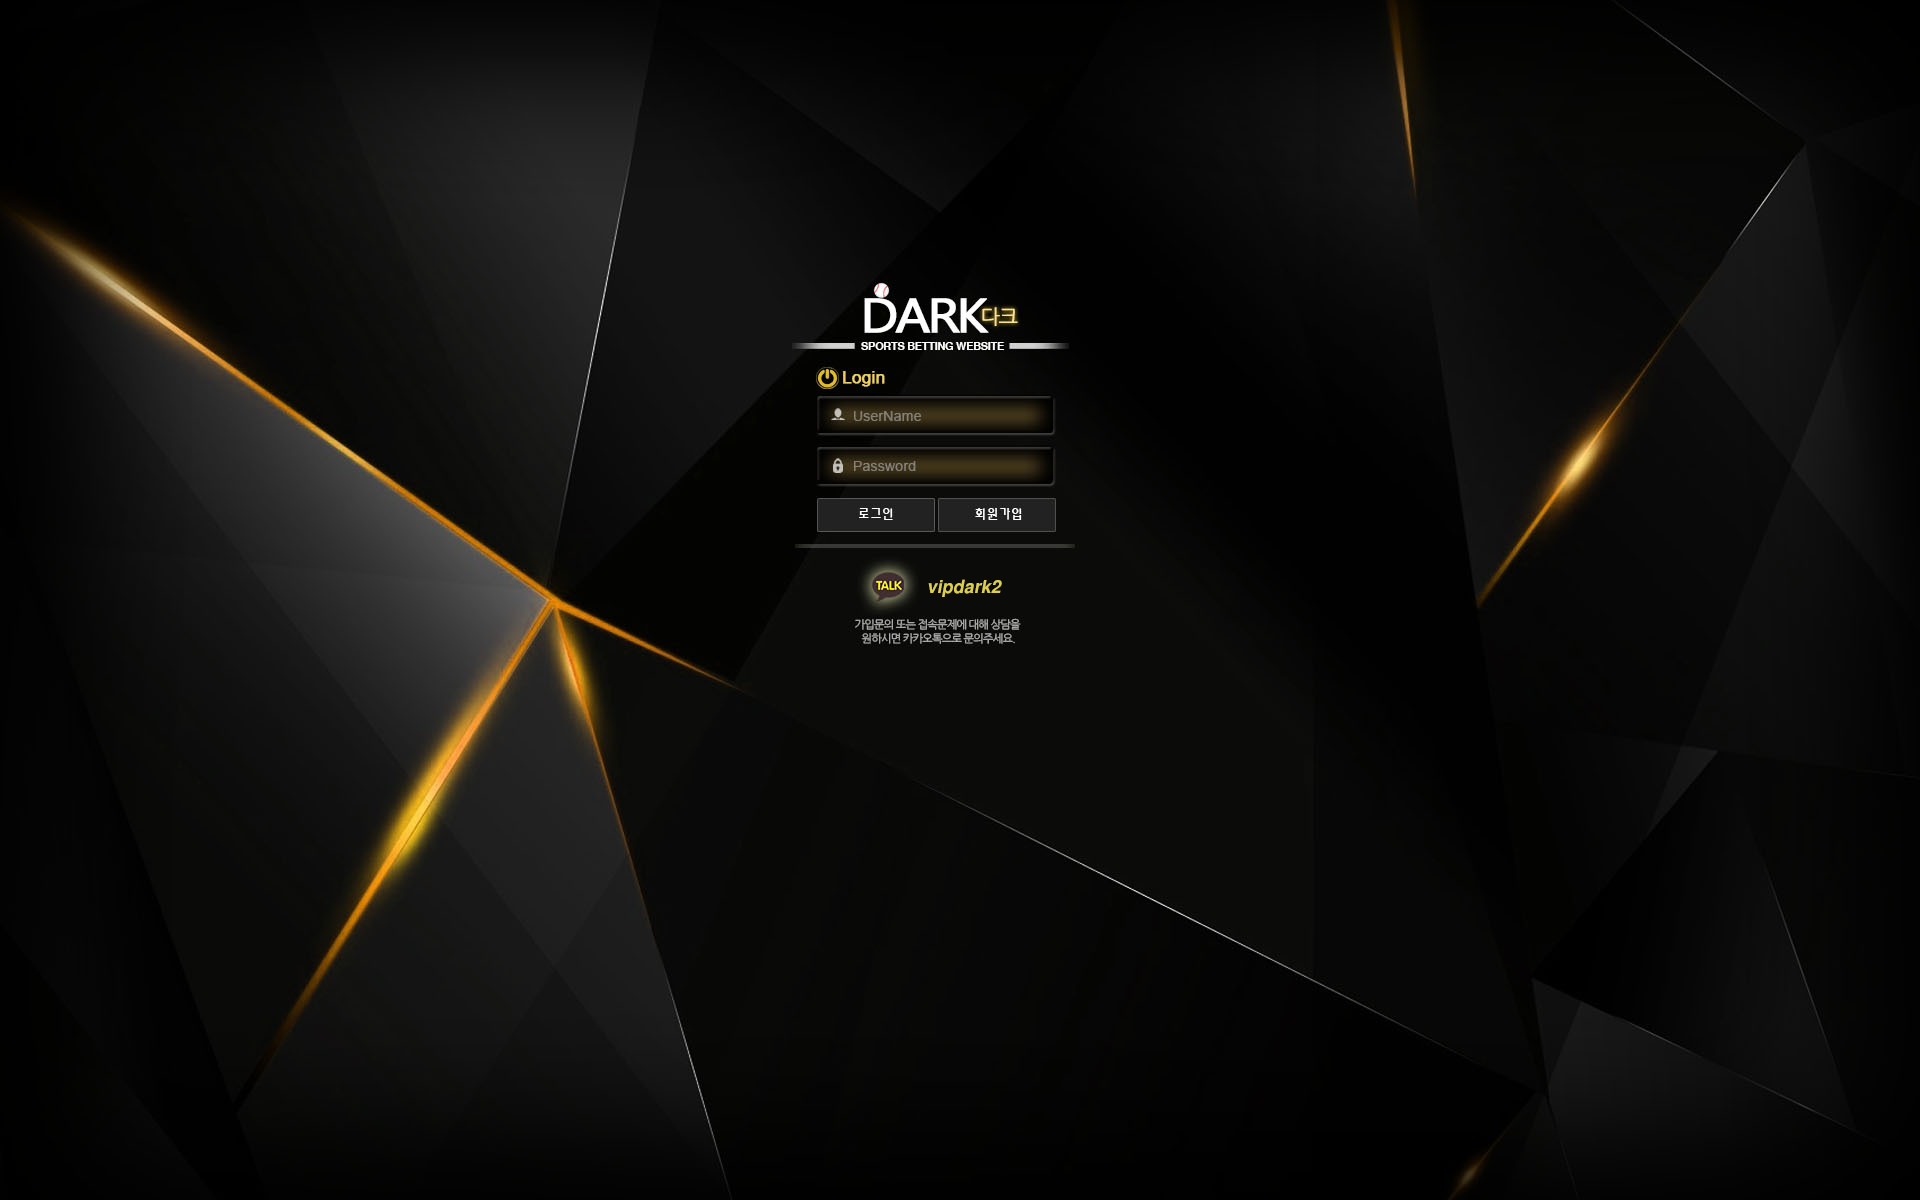 DARK다크
SPORTS BETTING WEBSITE
Login
UserName
Password
로그인 회원가입
TALK vipdark2
가입문의 또는 접속문제에 대해 상담을
원하시면 카카오톡으로 문의주세요.